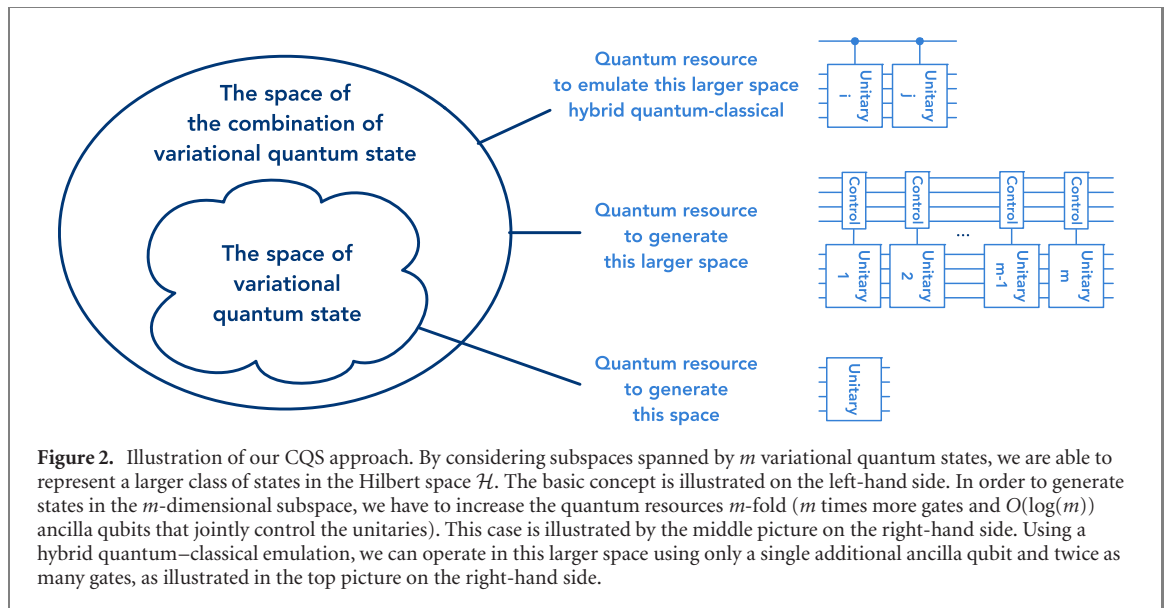 The space of
the combination of
variational quantum state
The space of
variational
quantum state
Quantum resource
to emulate this larger space
hybrid quantum-classical
Unitary
i
Unitary
j
Quantum resource
to generate
this larger space
Control
Control
...
Control
Control
Unitary
1
Unitary
2
Unitary
m-1
Unitary
m
Quantum resource
to generate
this space
Unitary
Figure 2. Illustration of our CQS approach. By considering subspaces spanned by m variational quantum states, we are able to
represent a larger class of states in the Hilbert space ℋ. The basic concept is illustrated on the left-hand side. In order to generate
states in the m-dimensional subspace, we have to increase the quantum resources m-fold (m times more gates and O(log(m))
ancilla qubits that jointly control the unitaries). This case is illustrated by the middle picture on the right-hand side. Using a
hybrid quantum–classical emulation, we can operate in this larger space using only a single additional ancilla qubit and twice as
many gates, as illustrated in the top picture on the right-hand side.